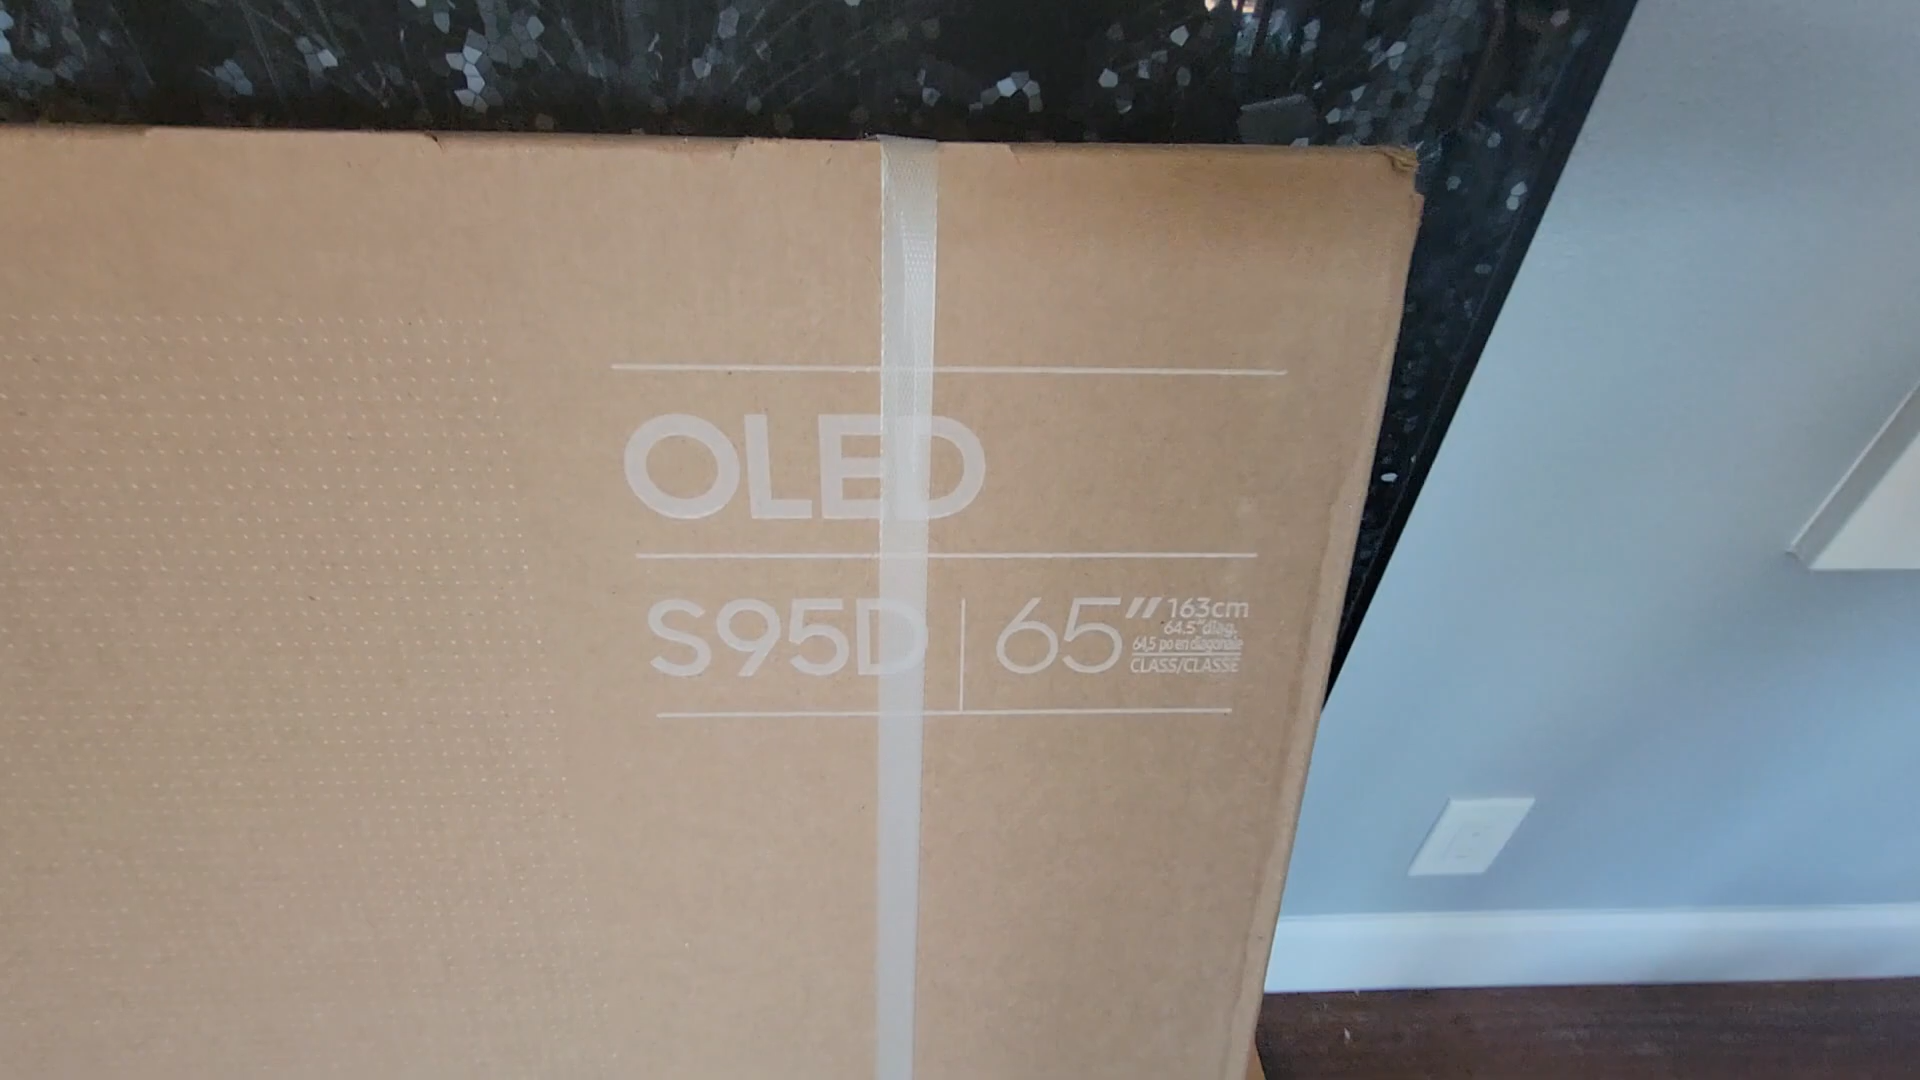 OLED
S95D 65" 163cm
64.5" diag.
64,5 po en diagonale
CLASS/CLASSE